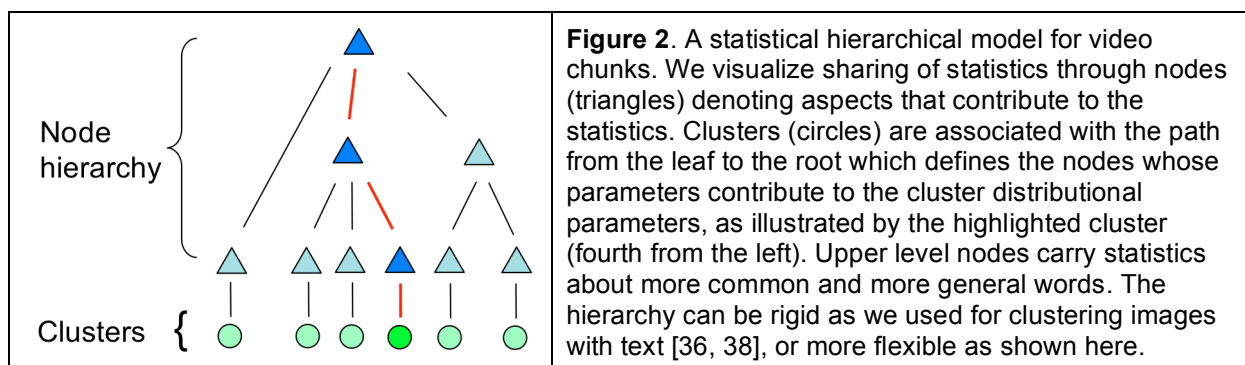 Node
hierarchy
Clusters
{
Figure 2. A statistical hierarchical model for video
chunks. We visualize sharing of statistics through nodes
(triangles) denoting aspects that contribute to the
statistics. Clusters (circles) are associated with the path
from the leaf to the root which defines the nodes whose
parameters contribute to the cluster distributional
parameters, as illustrated by the highlighted cluster
(fourth from the left). Upper level nodes carry statistics
about more common and more general words. The
hierarchy can be rigid as we used for clustering images
with text [36, 38], or more flexible as shown here.